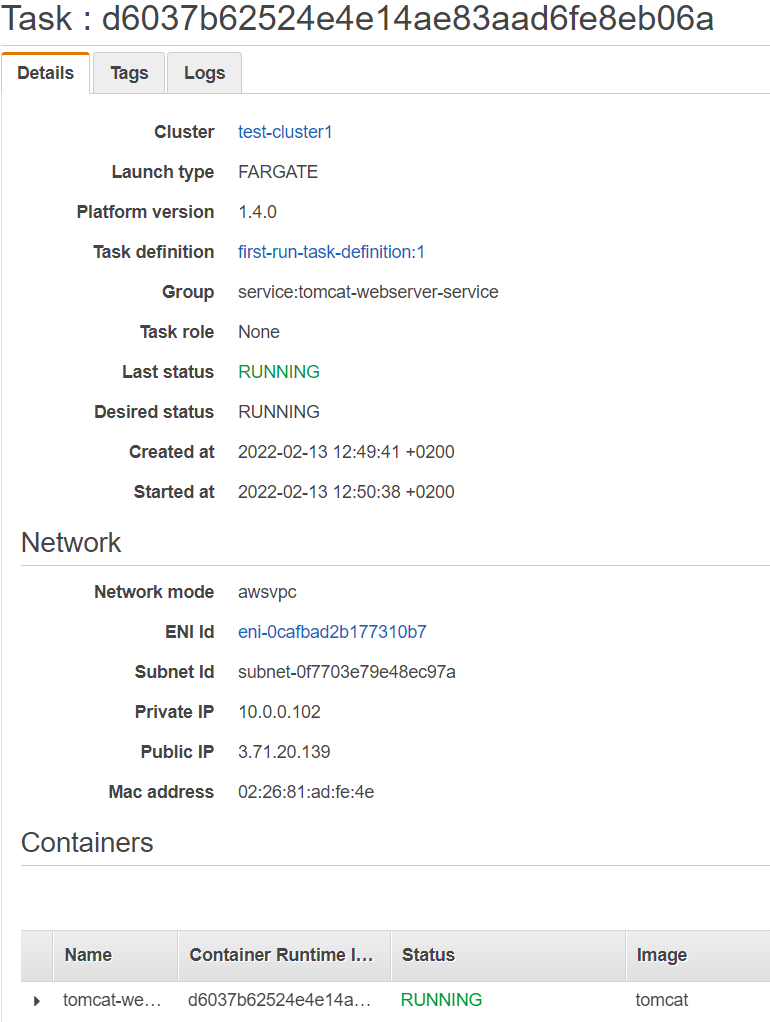 Task : d6037b62524e4e14ae83aad6fe8eb06a
Details Tags Logs
Cluster test-cluster1
Launch type FARGATE
Platform version 1.4.0
Task definition first-run-task-definition:1
Group service:tomcat-webserver-service
Task role None
Last status RUNNING
Desired status RUNNING
Created at 2022-02-13 12:49:41 +0200
Started at 2022-02-13 12:50:38 +0200
Network
Network mode awsvpc
ENI Id eni-0cafbad2b177310b7
Subnet Id subnet-0f7703e79e48ec97a
Private IP 10.0.0.102
Public IP 3.71.20.139
Mac address 02:26:81:ad:fe:4e
Containers
Name Container Runtime I... Status Image
tomcat-we... d6037b62524e4e14a... RUNNING tomcat